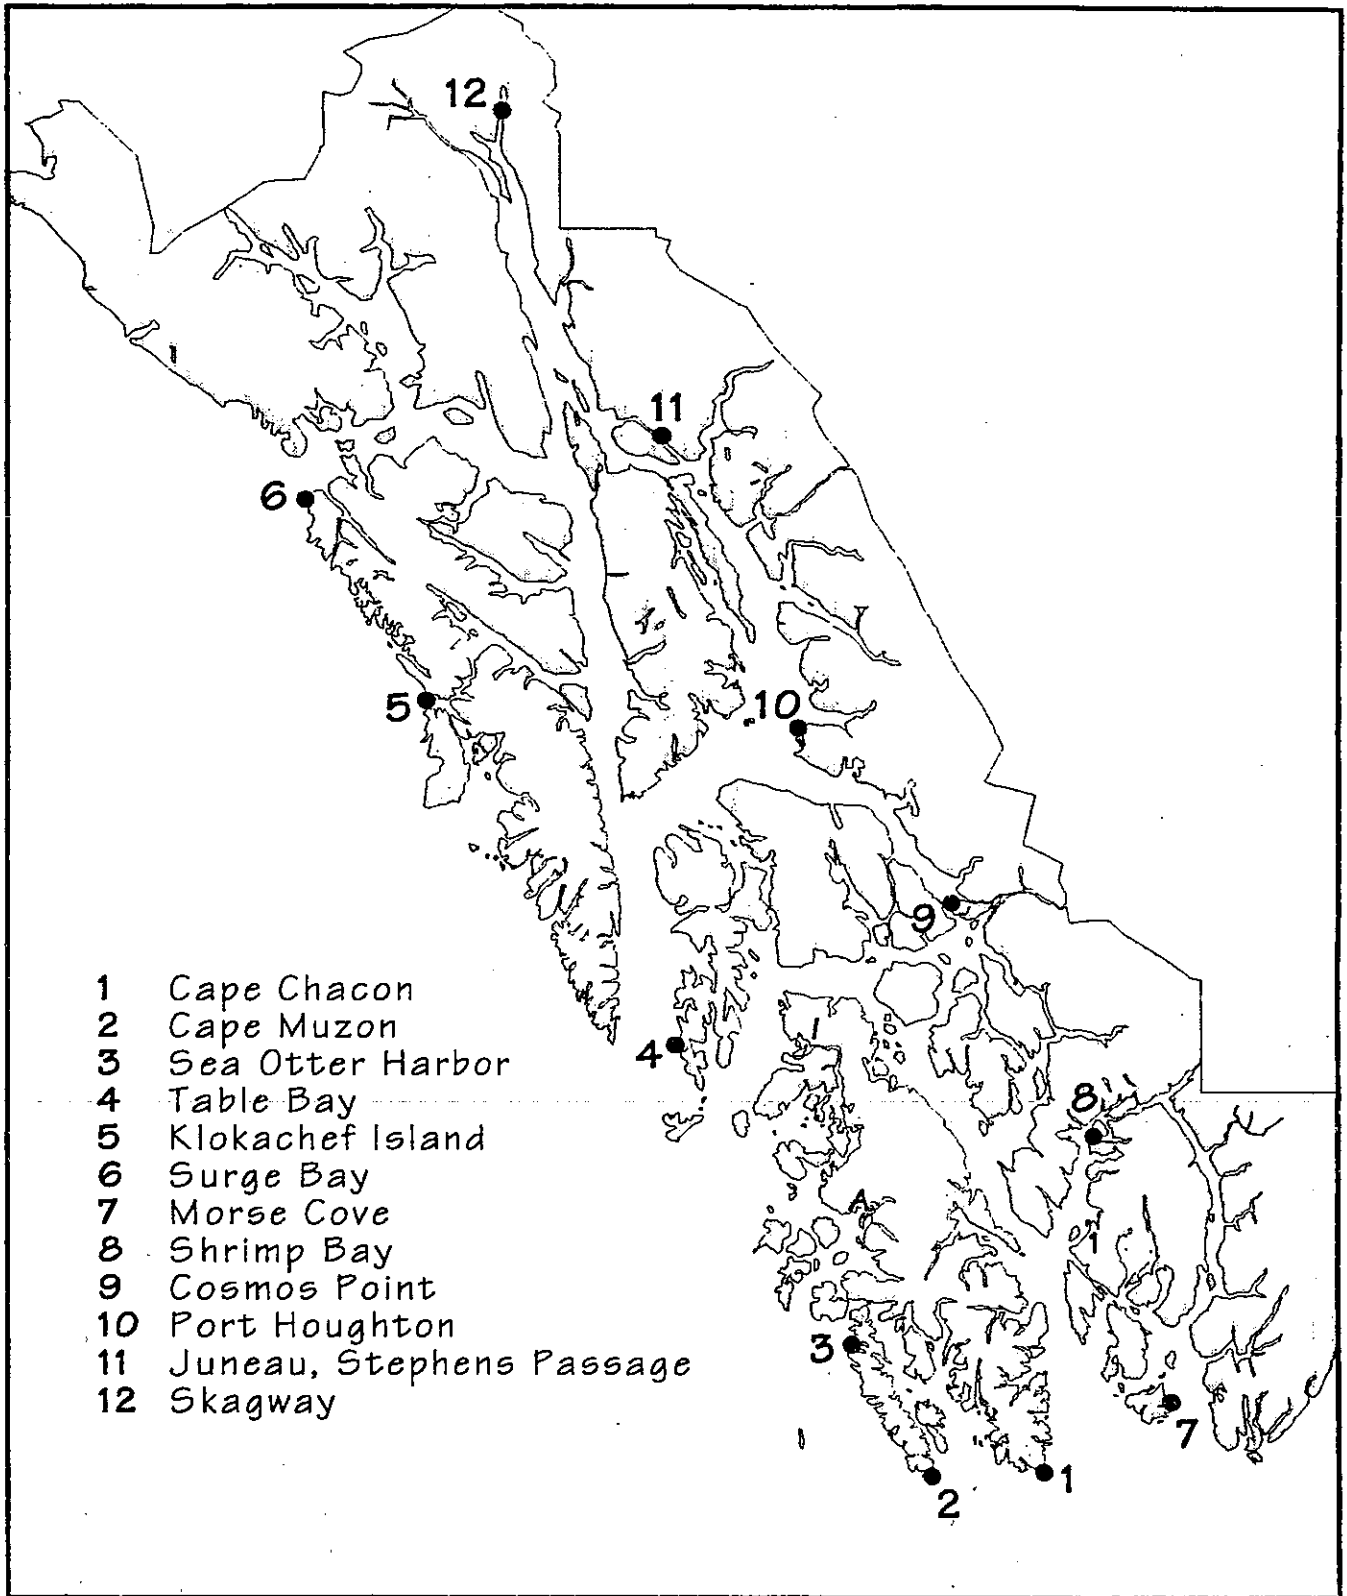 12
11
6
10
5
9
4
8
3
7
1
2
1 Cape Chacon
2 Cape Muzon
3 Sea Otter Harbor
4 Table Bay
5 Klokachef Island
6 Surge Bay
7 Morse Cove
8 Shrimp Bay
9 Cosmos Point
10 Port Houghton
11 Juneau, Stephens Passage
12 Skagway